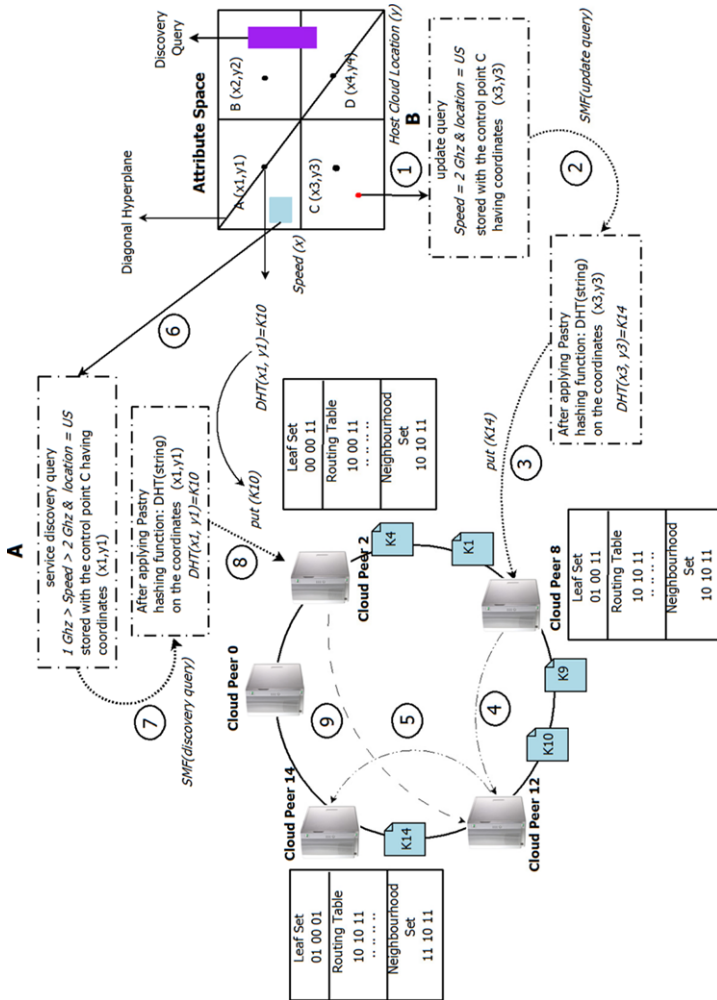 A
service discovery query
1 Ghz > Speed > 2 Ghz & location = US
stored with the control point C having
coordinates (x1,y1)
7
SMF(discovery query)
After applying Pastry
hashing function: DHT(string)
on the coordinates (x1,y1)
DHT(x1, y1)=K10
6
8
put (K10)
DHT(x1, y1)=K10
Diagonal Hyperplane
Attribute Space
Discovery
Query
A (x1,y1)
B (x2,y2)
C (x3,y3)
D (x4,y4)
Speed (x)
Host Cloud Location (y)
B
1
update query
Speed = 2 Ghz & location = US
stored with the control point C
having coordinates (x3,y3)
2
SMF(update query)
After applying Pastry
hashing function: DHT(string)
on the coordinates (x3,y3)
DHT(x3, y3)=K14
put (K14)
3
Cloud Peer 0
Cloud Peer 2
Leaf Set
00 00 11
Routing Table
10 00 11
.. .. .. ..
Neighbourhood
Set
10 10 11
K4
K1
Cloud Peer 8
Leaf Set
01 00 11
Routing Table
10 10 11
.. .. .. ..
Neighbourhood
Set
10 10 11
K9
K10
Cloud Peer 12
4
5
9
K14
Cloud Peer 14
Leaf Set
01 00 01
Routing Table
10 10 11
.. .. .. ..
Neighbourhood
Set
11 10 11